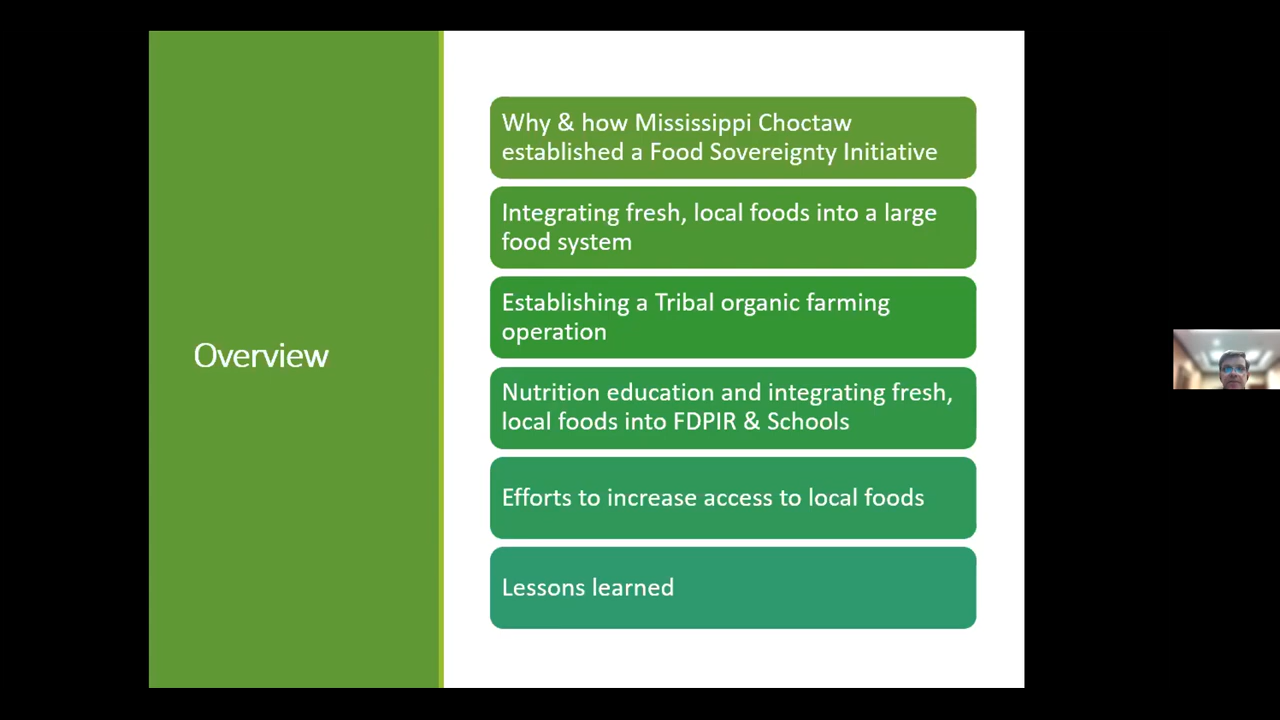 Overview
Why & how Mississippi Choctaw
established a Food Sovereignty Initiative
Integrating fresh, local foods into a large
food system
Establishing a Tribal organic farming
operation
Nutrition education and integrating fresh,
local foods into FDPIR & Schools
Efforts to increase access to local foods
Lessons learned